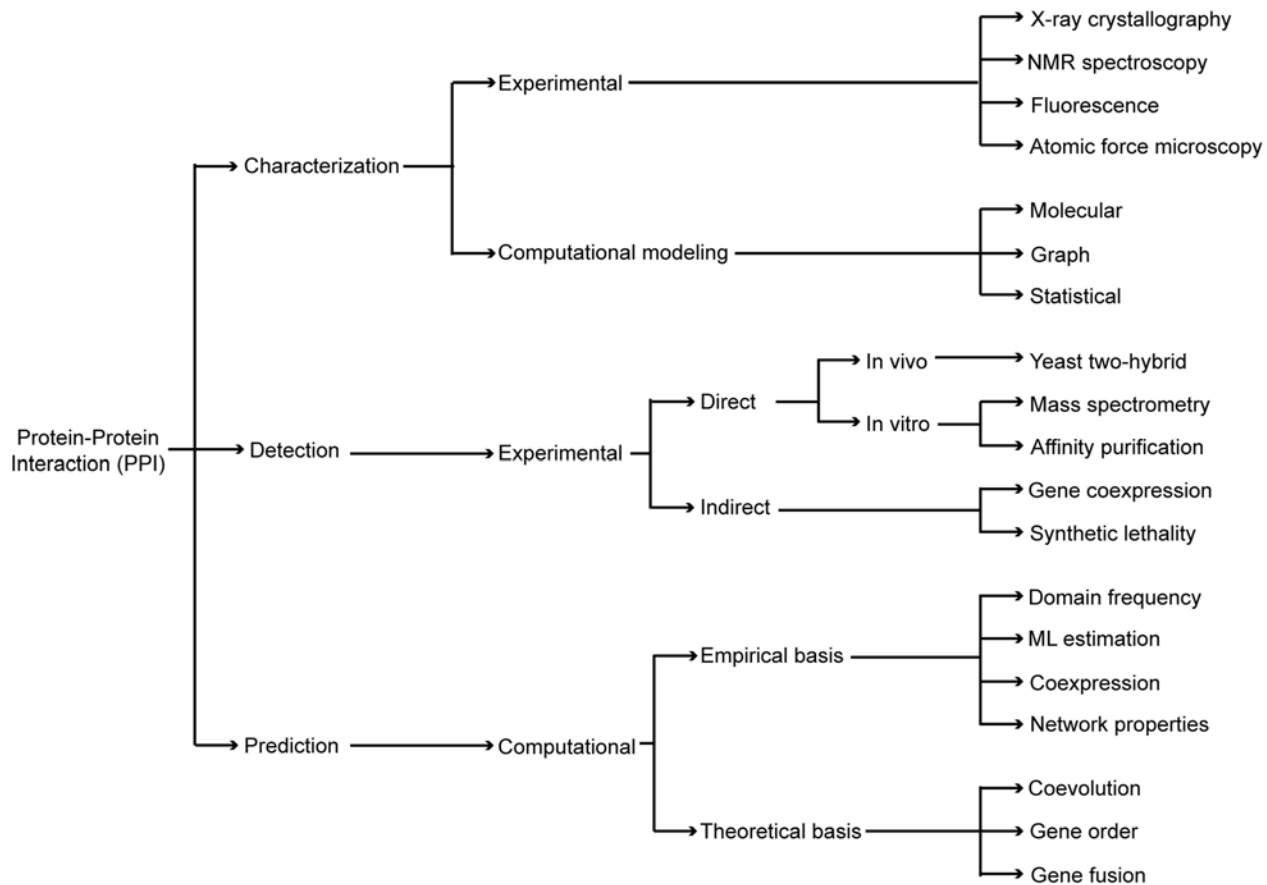 Protein-Protein
Interaction (PPI)
Characterization
Experimental
X-ray crystallography
NMR spectroscopy
Fluorescence
Atomic force microscopy
Computational modeling
Molecular
Graph
Statistical
Detection
Experimental
Direct
In vivo
Yeast two-hybrid
In vitro
Mass spectrometry
Affinity purification
Indirect
Gene coexpression
Synthetic lethality
Prediction
Computational
Empirical basis
Domain frequency
ML estimation
Coexpression
Network properties
Theoretical basis
Coevolution
Gene order
Gene fusion